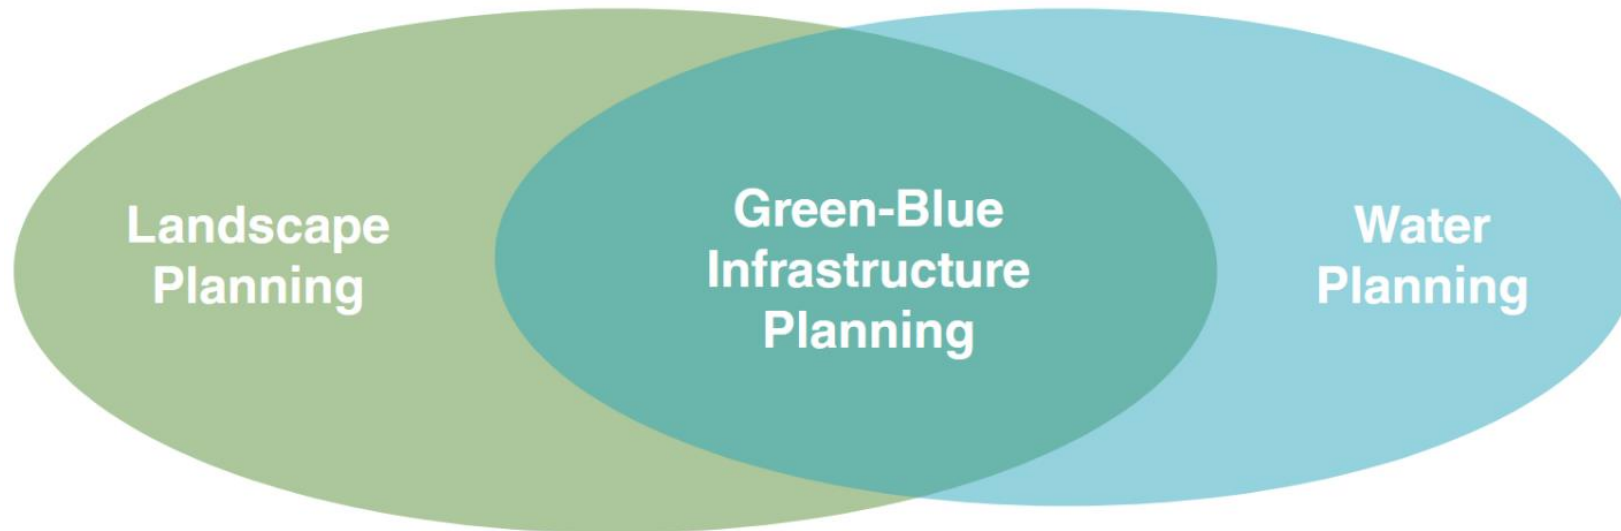 Landscape
Planning
Green-Blue
Infrastructure
Planning
Water
Planning